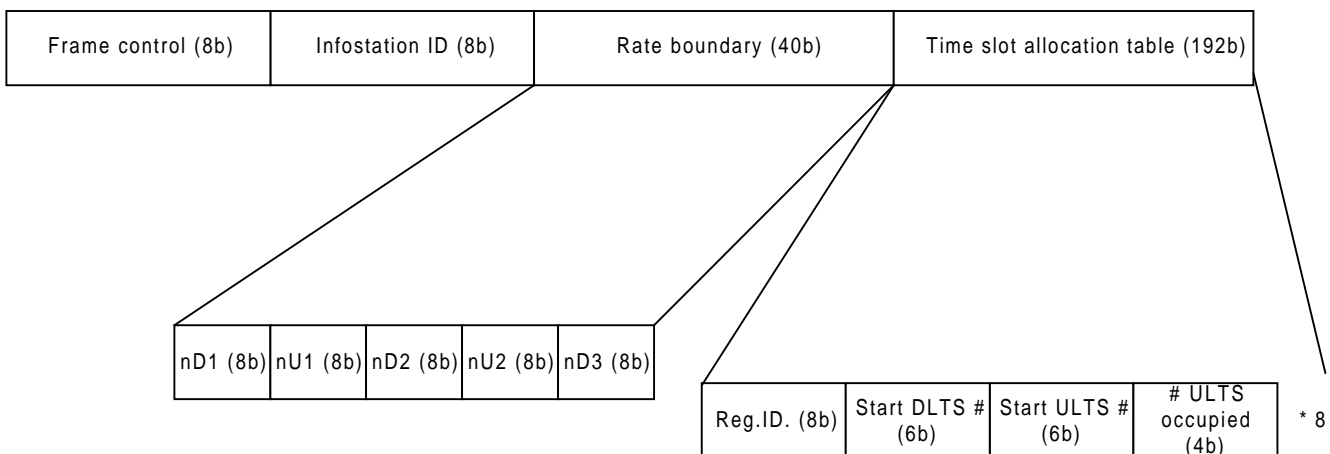 Frame control (8b) Infostation ID (8b) Rate boundary (40b) Time slot allocation table (192b)
nD1 (8b) nU1 (8b) nD2 (8b) nU2 (8b) nD3 (8b)
Reg.ID. (8b)
Start DLTS #
(6b)
Start ULTS #
(6b)
# ULTS
occupied
(4b)
* 8